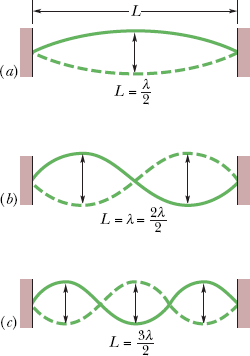 L
(a)
L = λ/2
(b)
L = λ = 2λ/2
(c)
L = 3λ/2